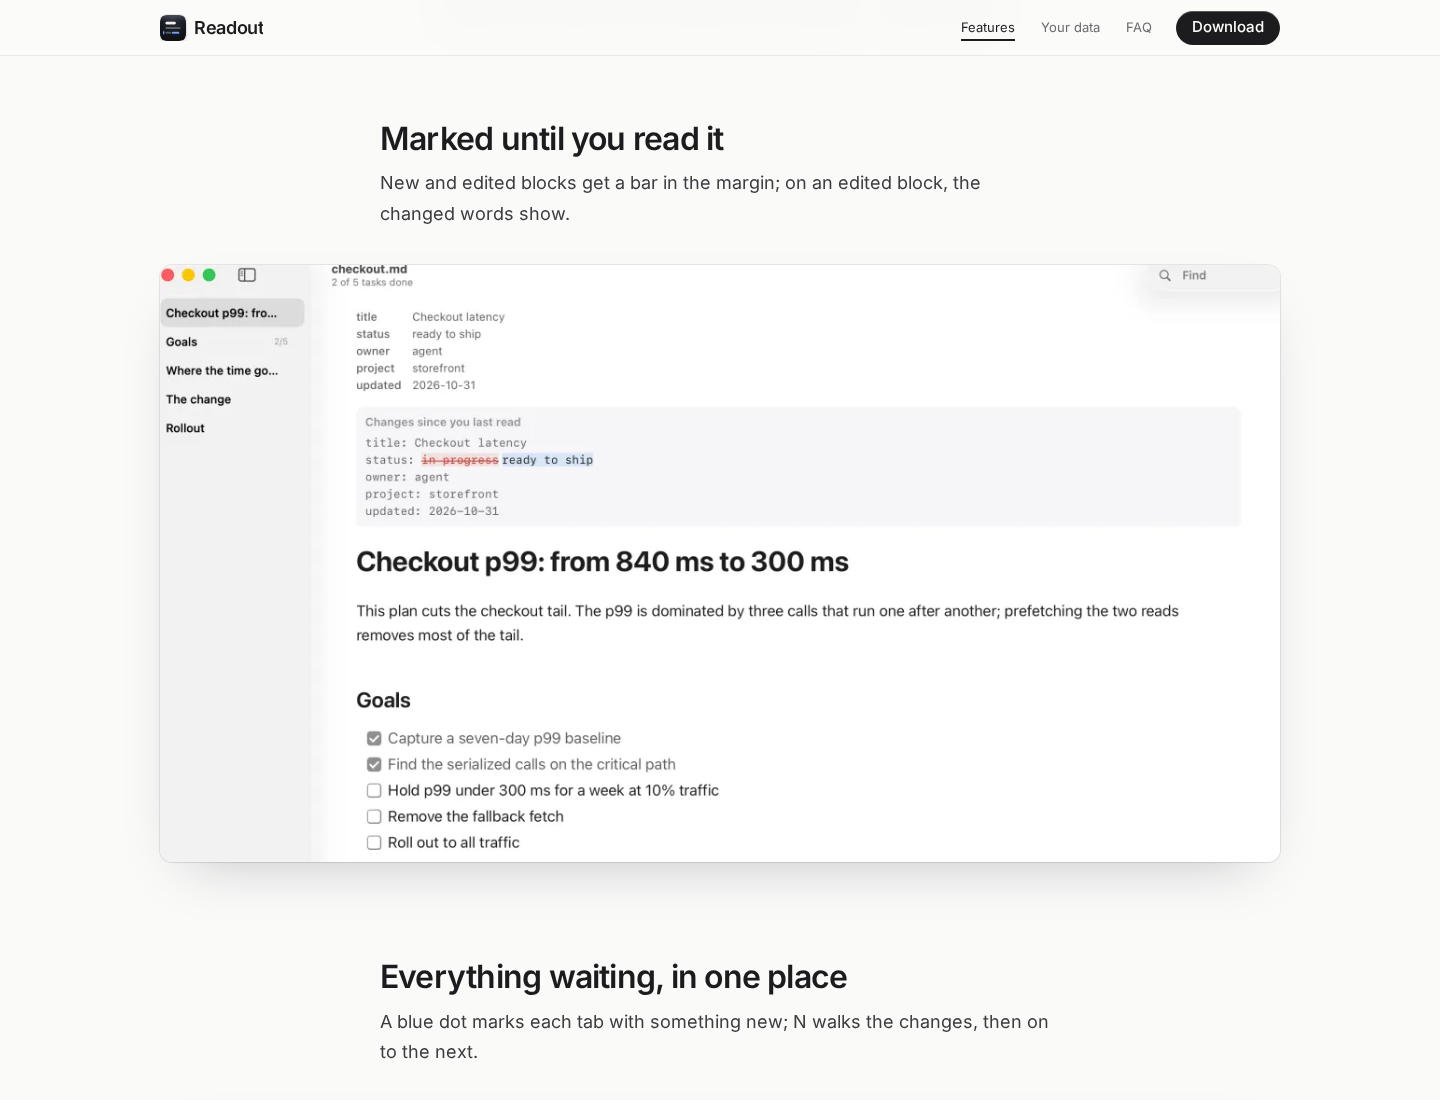 Readout
Features
Your data
FAQ
Download
Marked until you read it
New and edited blocks get a bar in the margin; on an edited block, the
changed words show.
checkout.md
2 of 5 tasks done
Find
Checkout p99: fro...
Goals 2/5
Where the time go...
The change
Rollout
title Checkout latency
status ready to ship
owner agent
project storefront
updated 2026-10-31
Changes since you last read
title: Checkout latency
status: in progress ready to ship
owner: agent
project: storefront
updated: 2026-10-31
Checkout p99: from 840 ms to 300 ms
This plan cuts the checkout tail. The p99 is dominated by three calls that run one after another; prefetching the two reads
removes most of the tail.
Goals
Capture a seven-day p99 baseline
Find the serialized calls on the critical path
Hold p99 under 300 ms for a week at 10% traffic
Remove the fallback fetch
Roll out to all traffic
Everything waiting, in one place
A blue dot marks each tab with something new; N walks the changes, then on
to the next.